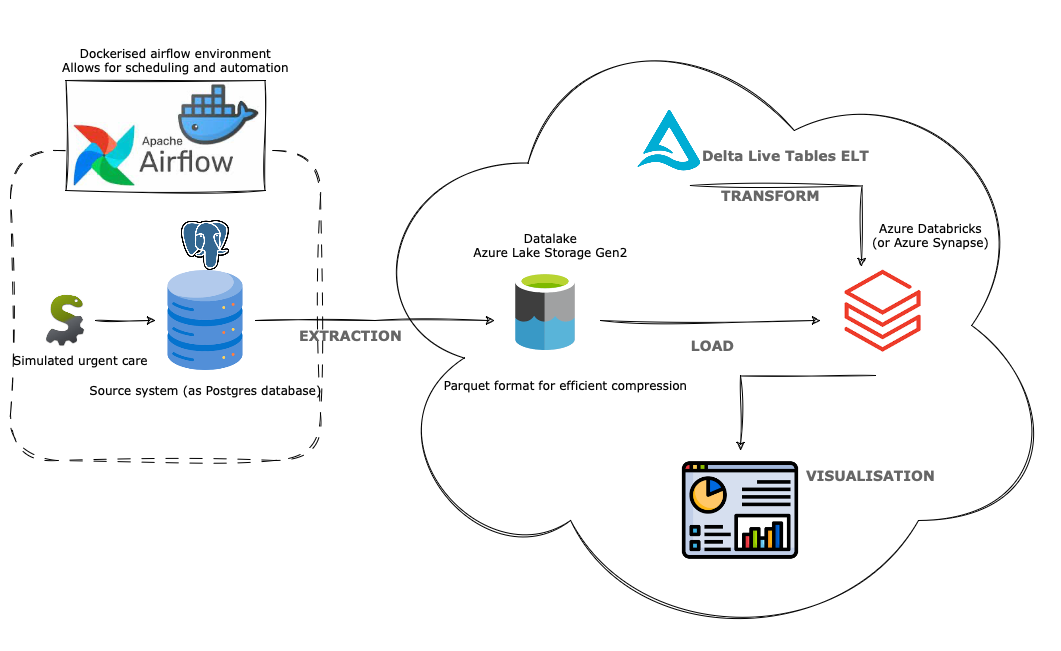 Dockerised airflow environment
Allows for scheduling and automation
Apache
Airflow
Simulated urgent care
Source system (as Postgres database)
EXTRACTION
Datalake
Azure Lake Storage Gen2
Parquet format for efficient compression
LOAD
Delta Live Tables ELT
TRANSFORM
Azure Databricks
(or Azure Synapse)
VISUALISATION